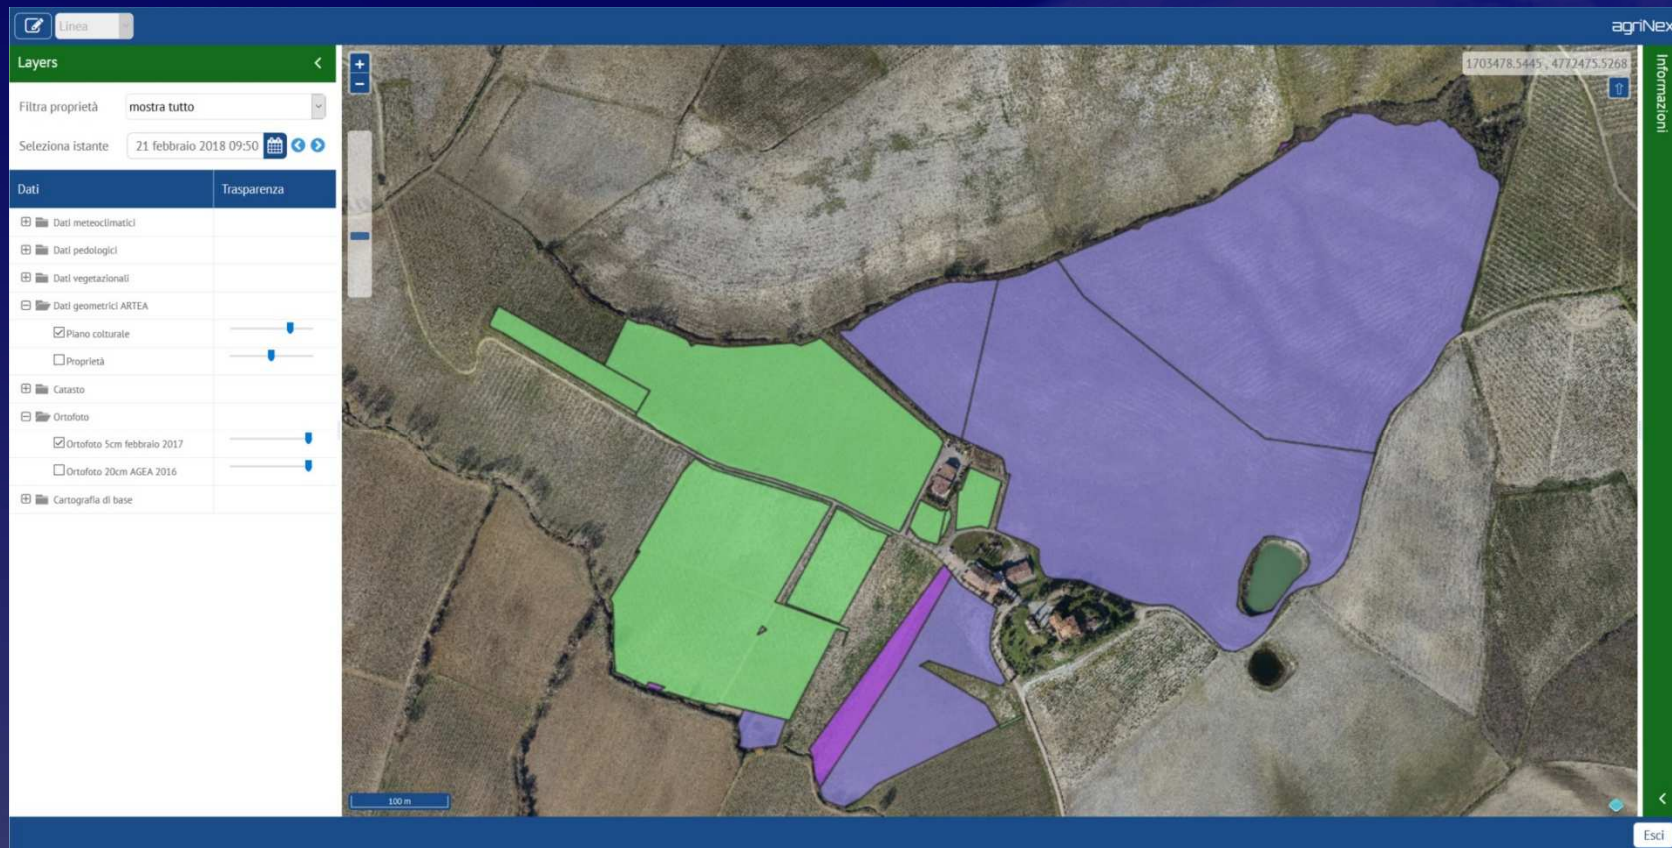 Linea
agriNex
Layers
Filtra proprietà mostra tutto
Seleziona istante 21 febbraio 2018 09:50
Dati Trasparenza
Dati meteoclimatici
Dati pedologici
Dati vegetazionali
Dati geometrici ARTEA
Piano colturale
Proprietà
Catasto
Ortofoto
Ortofoto 5cm febbraio 2017
Ortofoto 20cm AGEA 2016
Cartografia di base
+
−
1703478.5445 , 4772475.5268
Informazioni
100 m
Esci